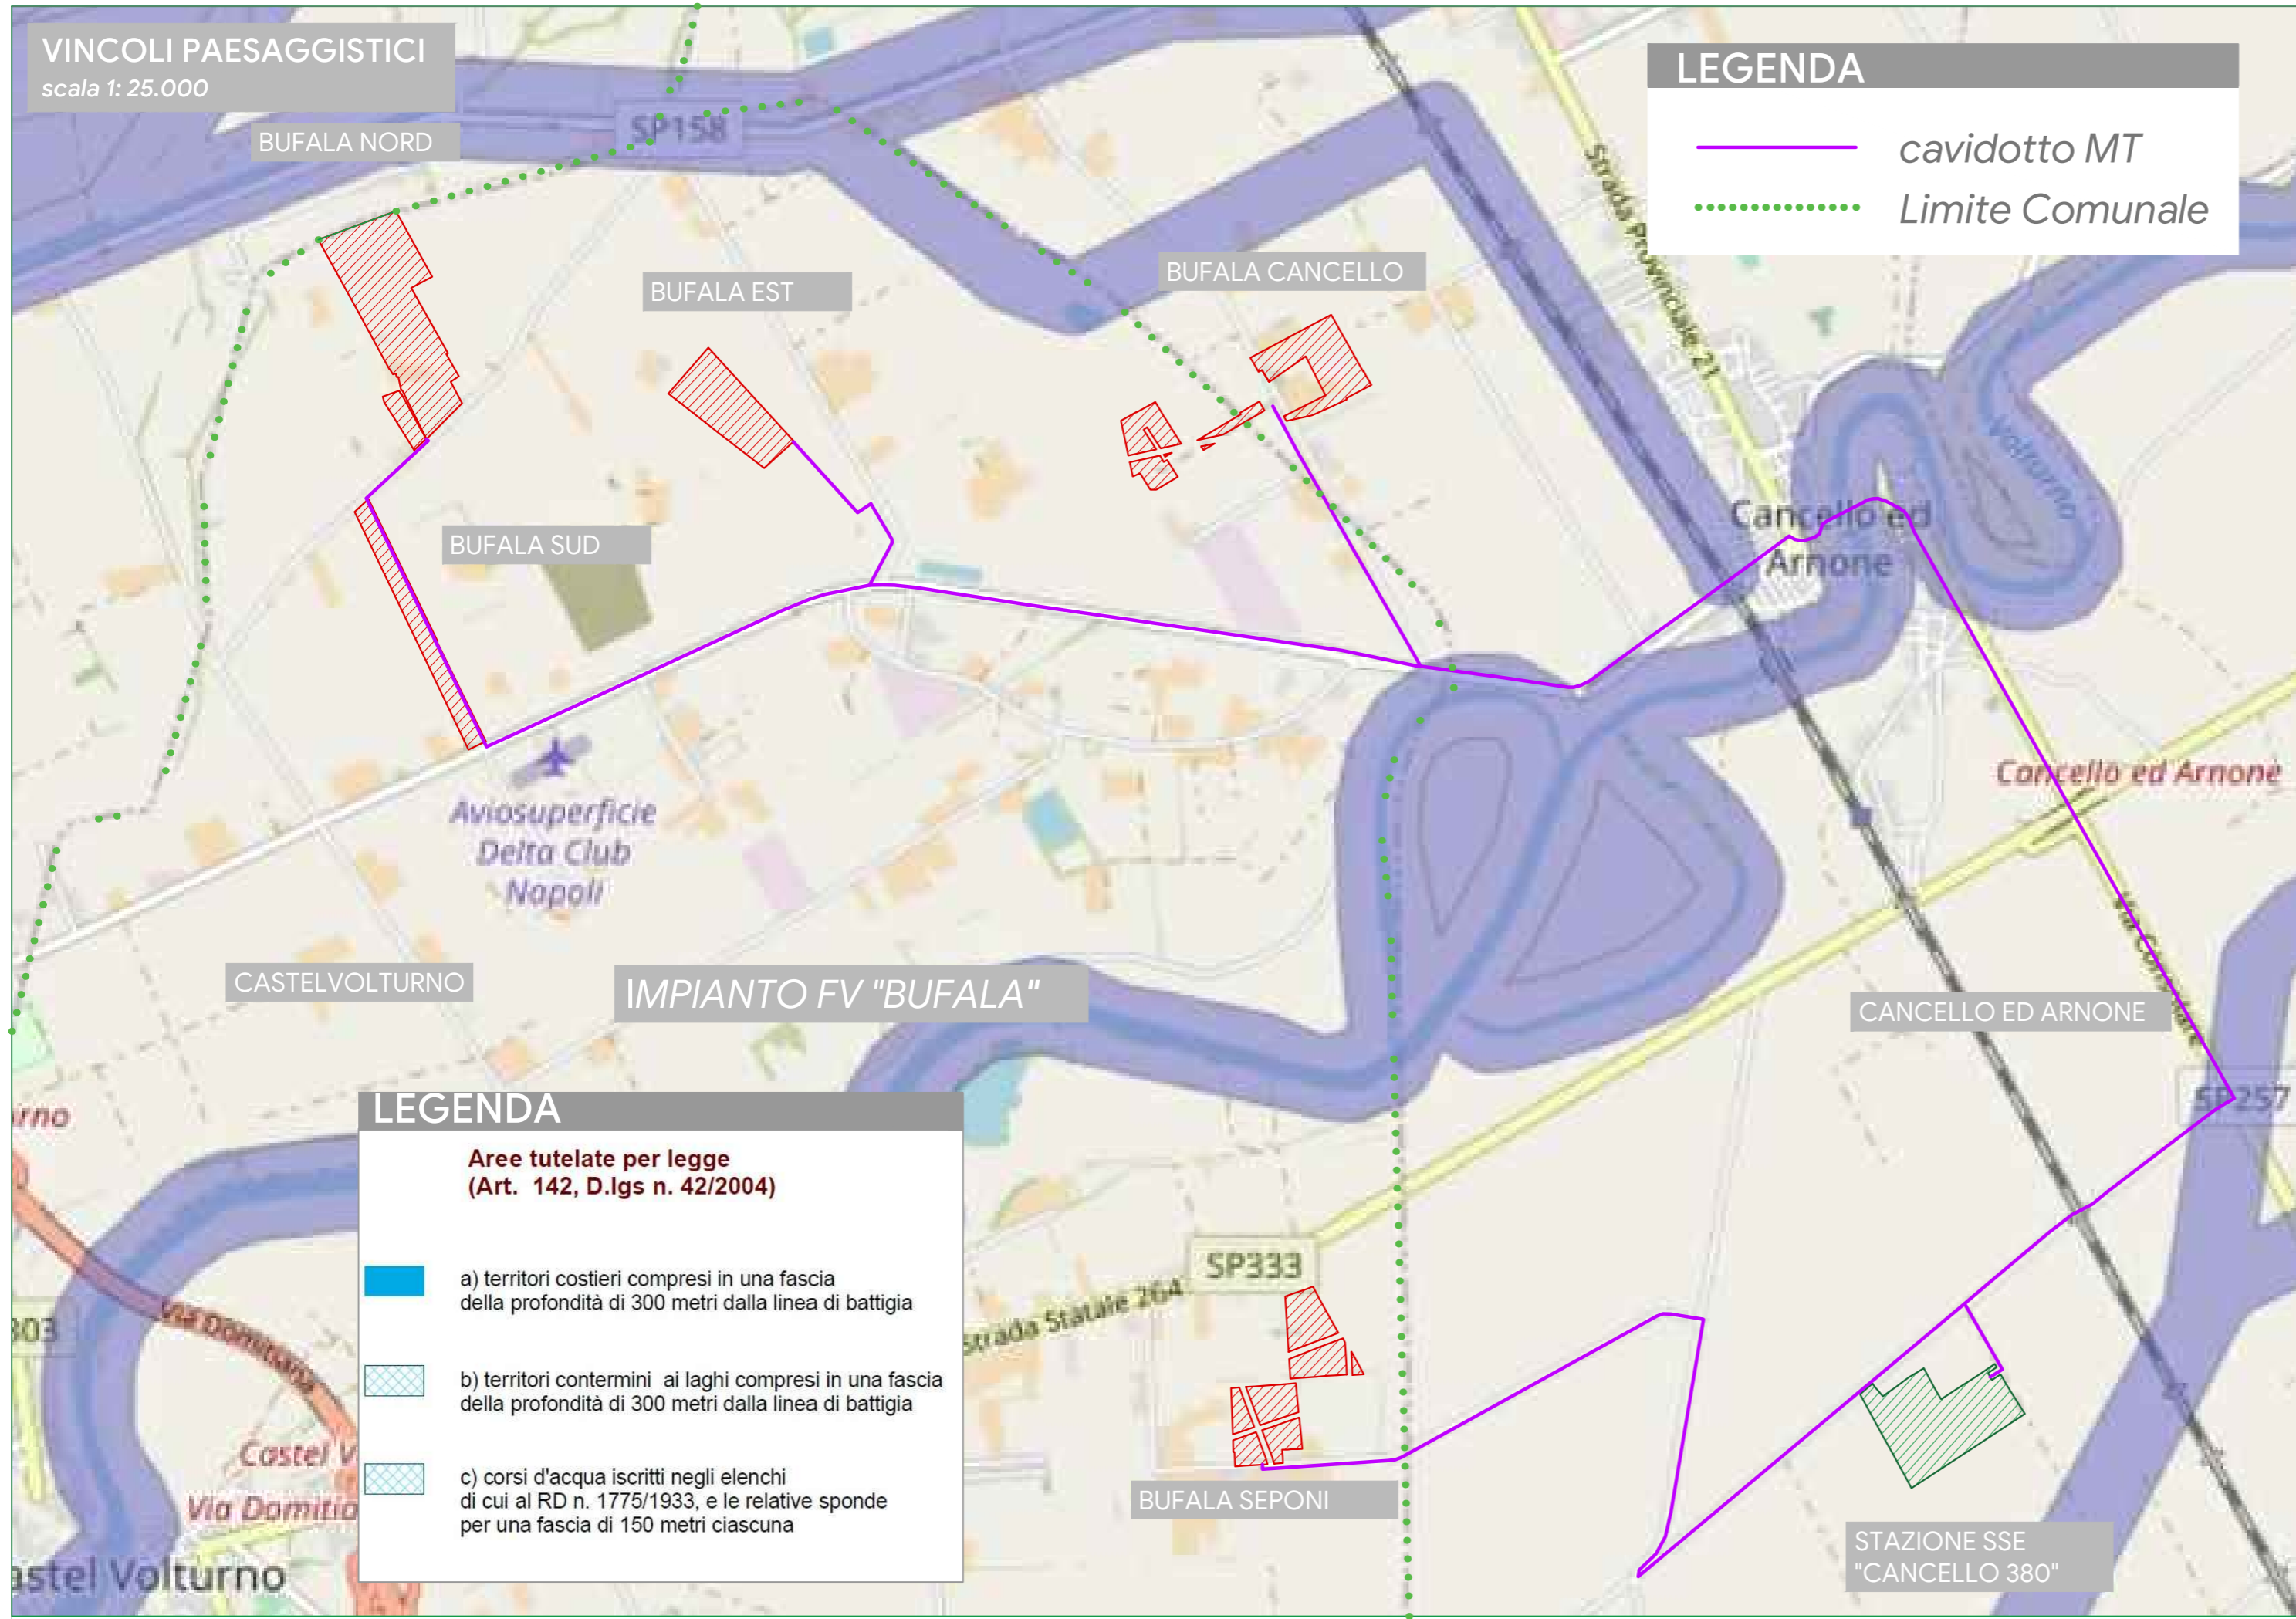 VINCOLI PAESAGGISTICI
scala 1: 25.000
LEGENDA
cavidotto MT
Limite Comunale
BUFALA NORD
SP158
Strada Provinciale 21
BUFALA EST
BUFALA CANCELLO
Volturno
BUFALA SUD
Cancello ed
Arnone
Cancello ed Arnone
Aviosuperficie
Delta Club
Napoli
CASTELVOLTURNO
IMPIANTO FV "BUFALA"
CANCELLO ED ARNONE
SP257
LEGENDA
Aree tutelate per legge
(Art. 142, D.lgs n. 42/2004)
a) territori costieri compresi in una fascia
della profondità di 300 metri dalla linea di battigia
b) territori contermini ai laghi compresi in una fascia
della profondità di 300 metri dalla linea di battigia
c) corsi d'acqua iscritti negli elenchi
di cui al RD n. 1775/1933, e le relative sponde
per una fascia di 150 metri ciascuna
SP333
Strada Statale 264
303
Via Domitiana
Castel V
Via Domitia
astel Volturno
BUFALA SEPONI
STAZIONE SSE
"CANCELLO 380"